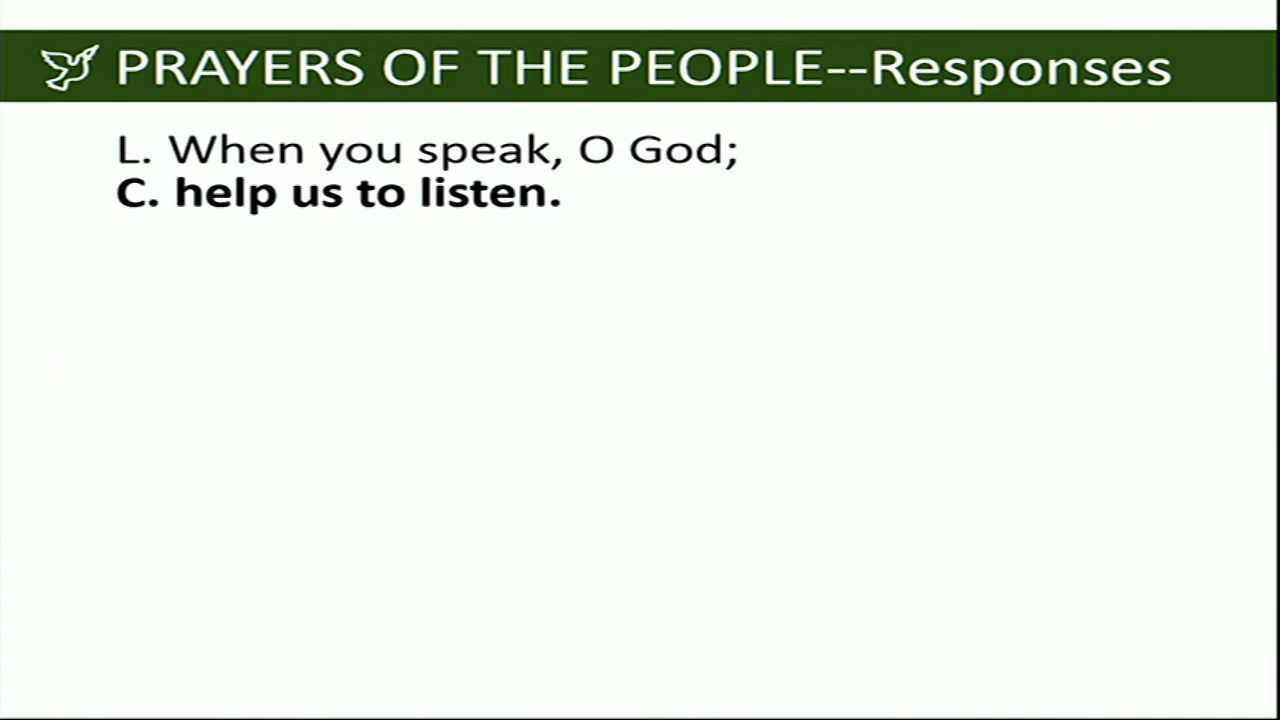 PRAYERS OF THE PEOPLE--Responses
L. When you speak, O God;
C. help us to listen.